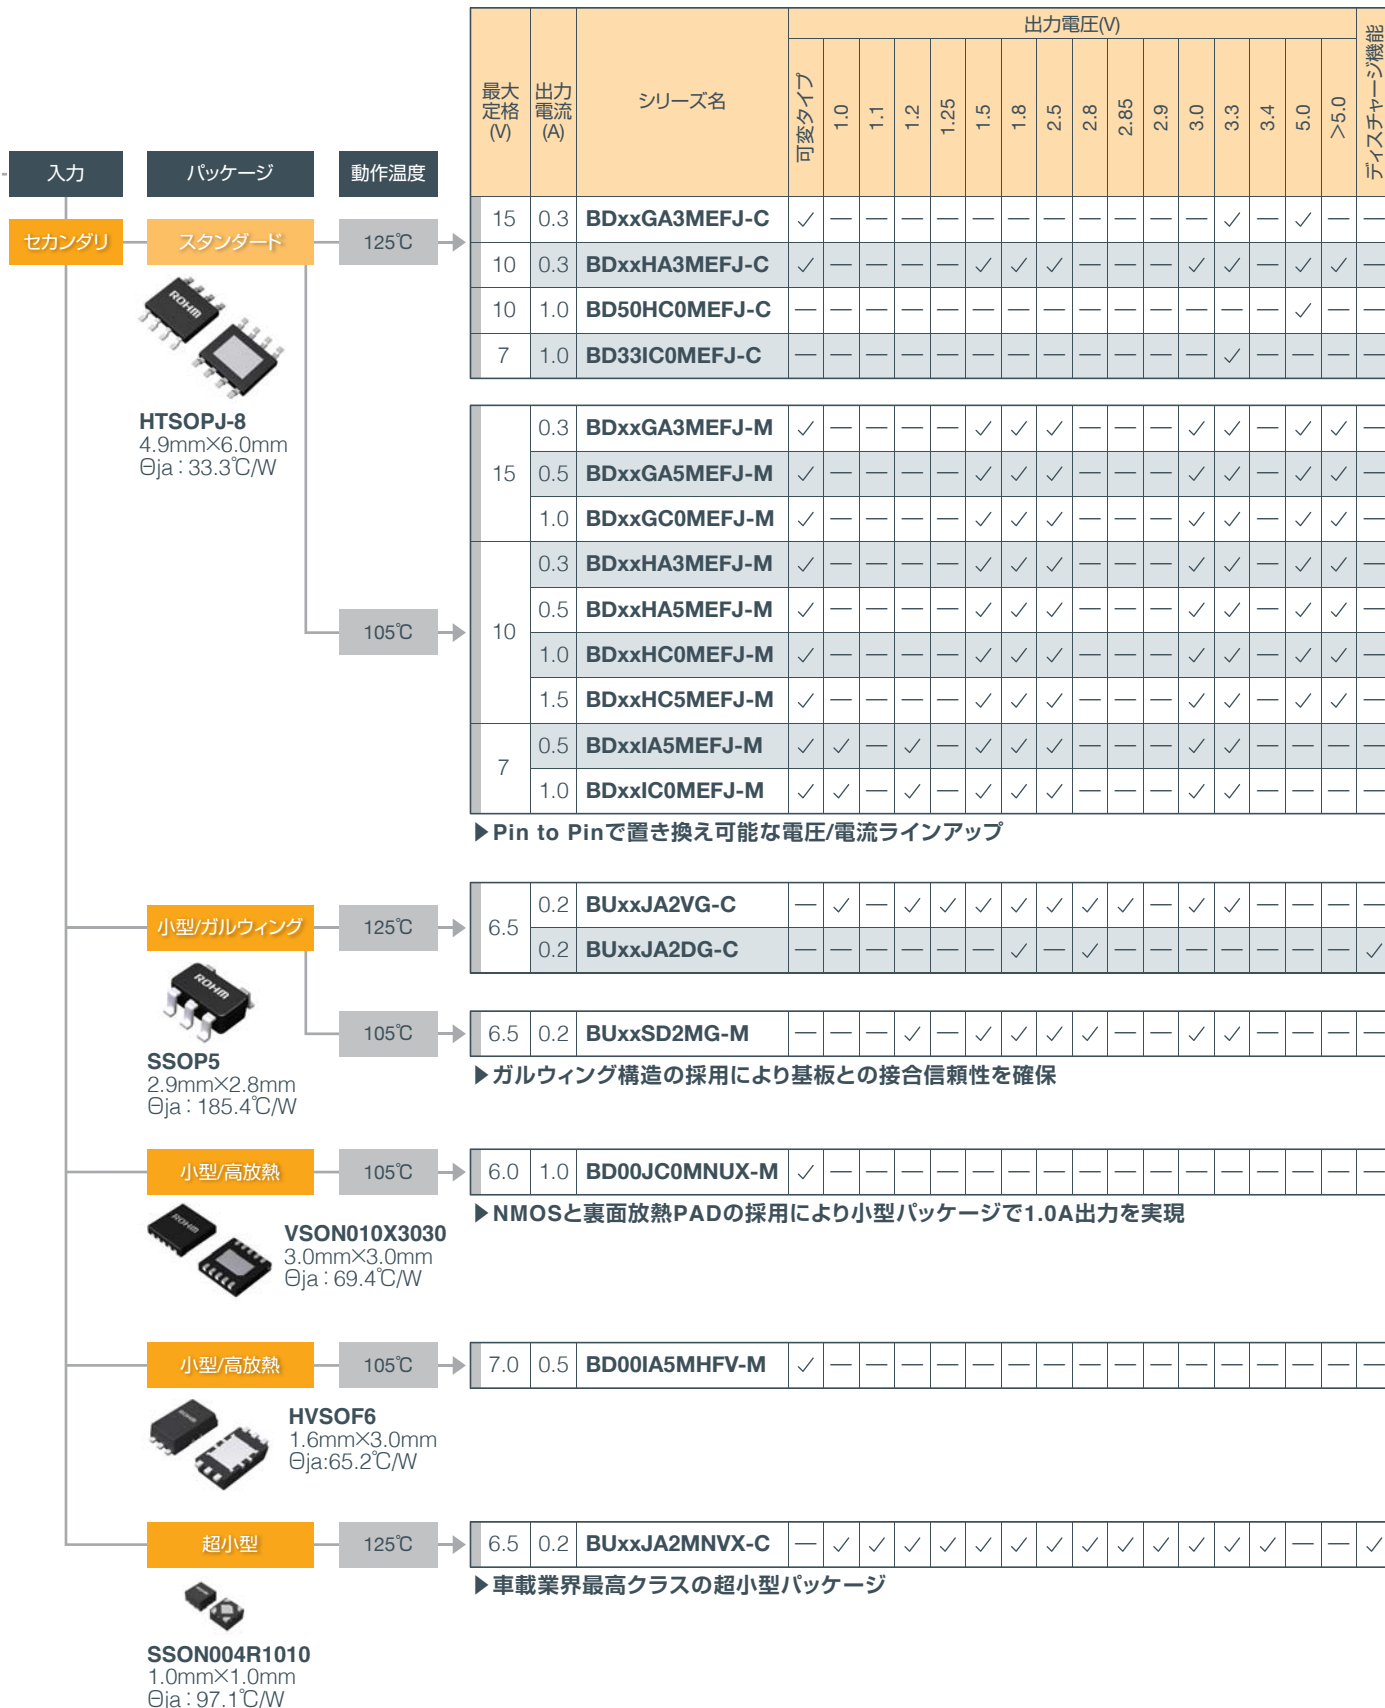 出力電圧(V)
最大定格(V) 出力電流(A) シリーズ名 可変タイプ 1.0 1.1 1.2 1.25 1.5 1.8 2.5 2.8 2.85 2.9 3.0 3.3 3.4 5.0 >5.0 ディスチャージ機能
入力 パッケージ 動作温度
セカンダリ スタンダード 125℃
15 0.3 BDxxGA3MEFJ-C ✓ — — — — — — — — — — — ✓ — ✓ — —
10 0.3 BDxxHA3MEFJ-C ✓ — — — — ✓ ✓ ✓ — — — ✓ ✓ — ✓ ✓ —
10 1.0 BD50HC0MEFJ-C — — — — — — — — — — — — — — ✓ — —
7 1.0 BD33IC0MEFJ-C — — — — — — — — — — — — ✓ — — — —
ROHM
HTSOPJ-8
4.9mm×6.0mm
Θja：33.3℃/W
105℃
15 0.3 BDxxGA3MEFJ-M ✓ — — — — ✓ ✓ ✓ — — — ✓ ✓ — ✓ ✓ —
0.5 BDxxGA5MEFJ-M ✓ — — — — ✓ ✓ ✓ — — — ✓ ✓ — ✓ ✓ —
1.0 BDxxGC0MEFJ-M ✓ — — — — ✓ ✓ ✓ — — — ✓ ✓ — ✓ ✓ —
10 0.3 BDxxHA3MEFJ-M ✓ — — — — ✓ ✓ ✓ — — — ✓ ✓ — ✓ ✓ —
0.5 BDxxHA5MEFJ-M ✓ — — — — ✓ ✓ ✓ — — — ✓ ✓ — ✓ ✓ —
1.0 BDxxHC0MEFJ-M ✓ — — — — ✓ ✓ ✓ — — — ✓ ✓ — ✓ ✓ —
1.5 BDxxHC5MEFJ-M ✓ — — — — ✓ ✓ ✓ — — — ✓ ✓ — ✓ ✓ —
7 0.5 BDxxIA5MEFJ-M ✓ ✓ — ✓ — ✓ ✓ ✓ — — — ✓ ✓ — — — —
1.0 BDxxIC0MEFJ-M ✓ ✓ — ✓ — ✓ ✓ ✓ — — — ✓ ✓ — — — —
▶Pin to Pinで置き換え可能な電圧/電流ラインアップ
小型/ガルウィング 125℃
6.5 0.2 BUxxJA2VG-C — ✓ — ✓ ✓ ✓ ✓ ✓ ✓ ✓ — ✓ ✓ — — — —
0.2 BUxxJA2DG-C — — — — — — ✓ — ✓ — — — — — — — ✓
ROHM
105℃
6.5 0.2 BUxxSD2MG-M — — — ✓ — ✓ ✓ ✓ ✓ — — ✓ ✓ — — — —
▶ガルウィング構造の採用により基板との接合信頼性を確保
SSOP5
2.9mm×2.8mm
Θja：185.4℃/W
小型/高放熱 105℃
6.0 1.0 BD00JC0MNUX-M ✓ — — — — — — — — — — — — — — — —
▶NMOSと裏面放熱PADの採用により小型パッケージで1.0A出力を実現
ROHM
VSON010X3030
3.0mm×3.0mm
Θja：69.4℃/W
小型/高放熱 105℃
7.0 0.5 BD00IA5MHFV-M ✓ — — — — — — — — — — — — — — — —
ROHM
HVSOF6
1.6mm×3.0mm
Θja:65.2℃/W
超小型 125℃
6.5 0.2 BUxxJA2MNVX-C — ✓ ✓ ✓ ✓ ✓ ✓ ✓ ✓ ✓ ✓ ✓ ✓ ✓ — — ✓
▶車載業界最高クラスの超小型パッケージ
SSON004R1010
1.0mm×1.0mm
Θja：97.1℃/W